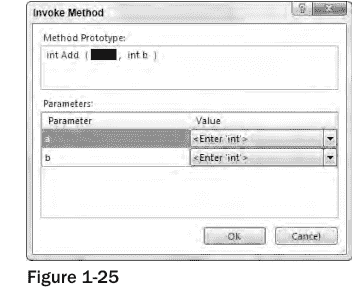 Invoke Method
Method Prototype:
int Add ( , int b )
Parameters:
Parameter Value
a <Enter 'int'>
b <Enter 'int'>
OK Cancel
Figure 1-25